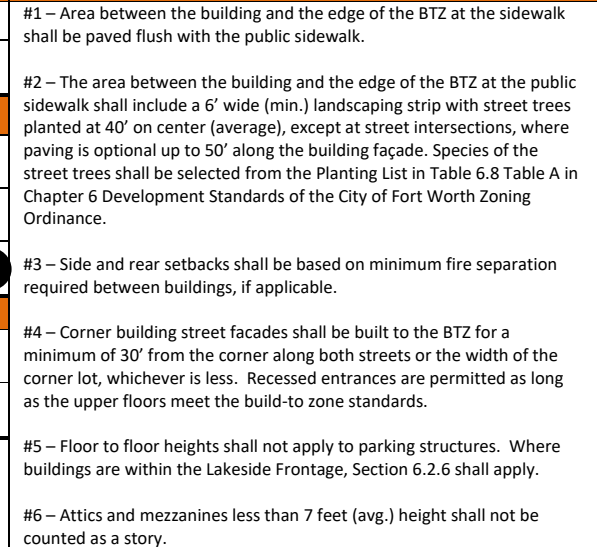 #1 – Area between the building and the edge of the BTZ at the sidewalk
shall be paved flush with the public sidewalk.
#2 – The area between the building and the edge of the BTZ at the public
sidewalk shall include a 6’ wide (min.) landscaping strip with street trees
planted at 40’ on center (average), except at street intersections, where
paving is optional up to 50’ along the building façade. Species of the
street trees shall be selected from the Planting List in Table 6.8 Table A in
Chapter 6 Development Standards of the City of Fort Worth Zoning
Ordinance.
#3 – Side and rear setbacks shall be based on minimum fire separation
required between buildings, if applicable.
#4 – Corner building street facades shall be built to the BTZ for a
minimum of 30’ from the corner along both streets or the width of the
corner lot, whichever is less.  Recessed entrances are permitted as long
as the upper floors meet the build-to zone standards.
#5 – Floor to floor heights shall not apply to parking structures.  Where
buildings are within the Lakeside Frontage, Section 6.2.6 shall apply.
#6 – Attics and mezzanines less than 7 feet (avg.) height shall not be
counted as a story.